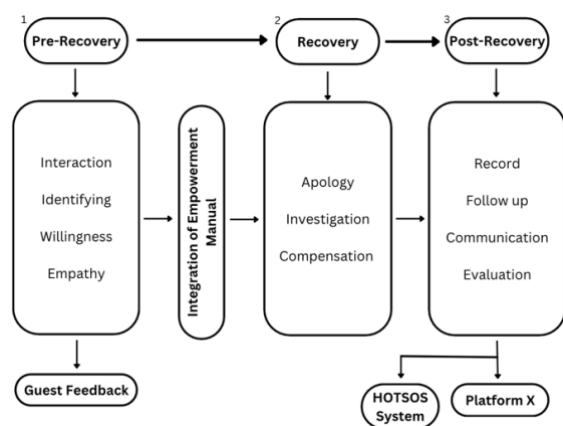 1
Pre-Recovery
2
Recovery
3
Post-Recovery
Interaction
Identifying
Willingness
Empathy
Integration of Empowerment
Manual
Apology
Investigation
Compensation
Record
Follow up
Communication
Evaluation
Guest Feedback
HOTSOS
System
Platform X